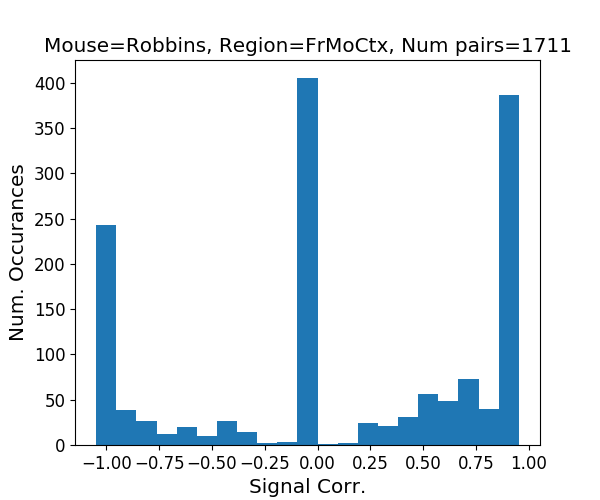 Mouse=Robbins, Region=FrMoCtx, Num pairs=1711
400
350
300
250
200
150
100
50
0
Num. Occurances
−1.00 −0.75 −0.50 −0.25 0.00 0.25 0.50 0.75 1.00
Signal Corr.